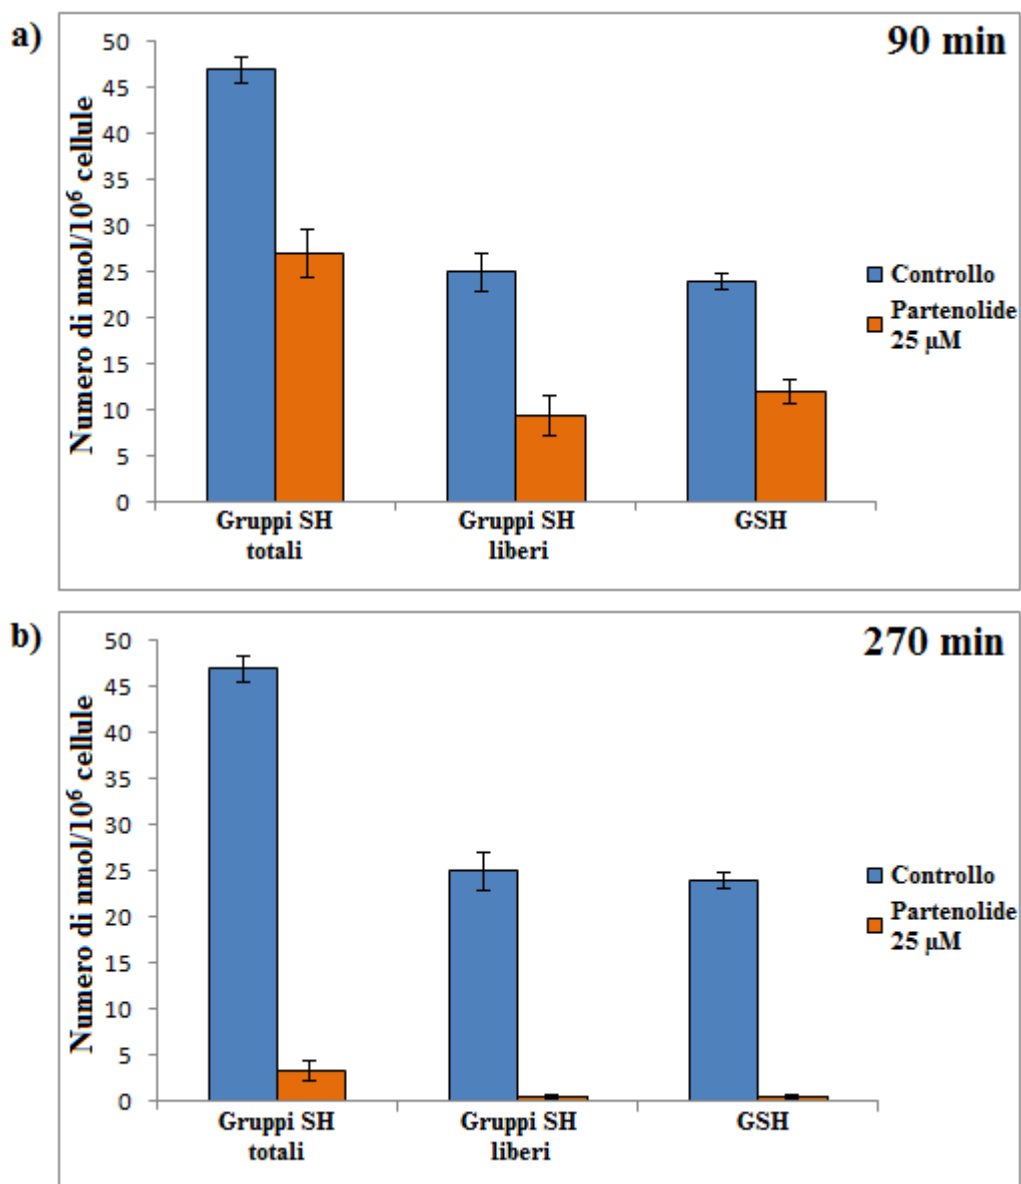 a)
90 min
Numero di nmol/10⁶ cellule
50
45
40
35
30
25
20
15
10
5
0
Gruppi SH
totali
Gruppi SH
liberi
GSH
Controllo
Partenolide
25 µM
b)
270 min
Numero di nmol/10⁶ cellule
50
45
40
35
30
25
20
15
10
5
0
Gruppi SH
totali
Gruppi SH
liberi
GSH
Controllo
Partenolide
25 µM